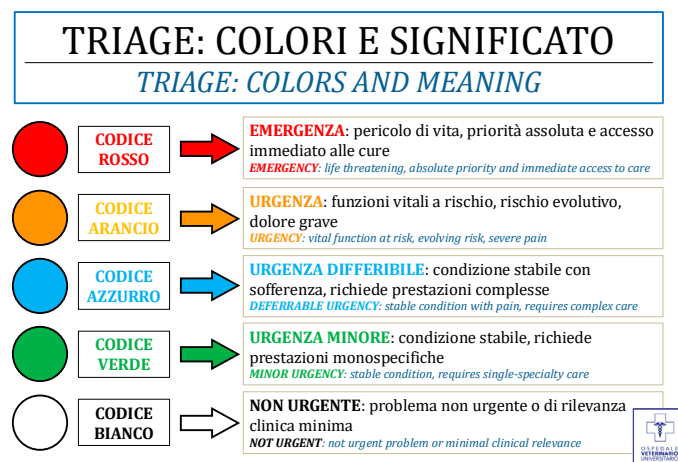 TRIAGE: COLORI E SIGNIFICATO
TRIAGE: COLORS AND MEANING
CODICE
ROSSO
EMERGENZA: pericolo di vita, priorità assoluta e accesso
immediato alle cure
EMERGENCY: life threatening, absolute priority and immediate access to care
CODICE
ARANCIO
URGENZA: funzioni vitali a rischio, rischio evolutivo,
dolore grave
URGENCY: vital function at risk, evolving risk, severe pain
CODICE
AZZURRO
URGENZA DIFFERIBILE: condizione stabile con
sofferenza, richiede prestazioni complesse
DEFERRABLE URGENCY: stable condition with pain, requires complex care
CODICE
VERDE
URGENZA MINORE: condizione stabile, richiede
prestazioni monospecifiche
MINOR URGENCY: stable condition, requires single-specialty care
CODICE
BIANCO
NON URGENTE: problema non urgente o di rilevanza
clinica minima
NOT URGENT: not urgent problem or minimal clinical relevance
OSPEDALE
VETERINARIO
UNIVERSITARIO